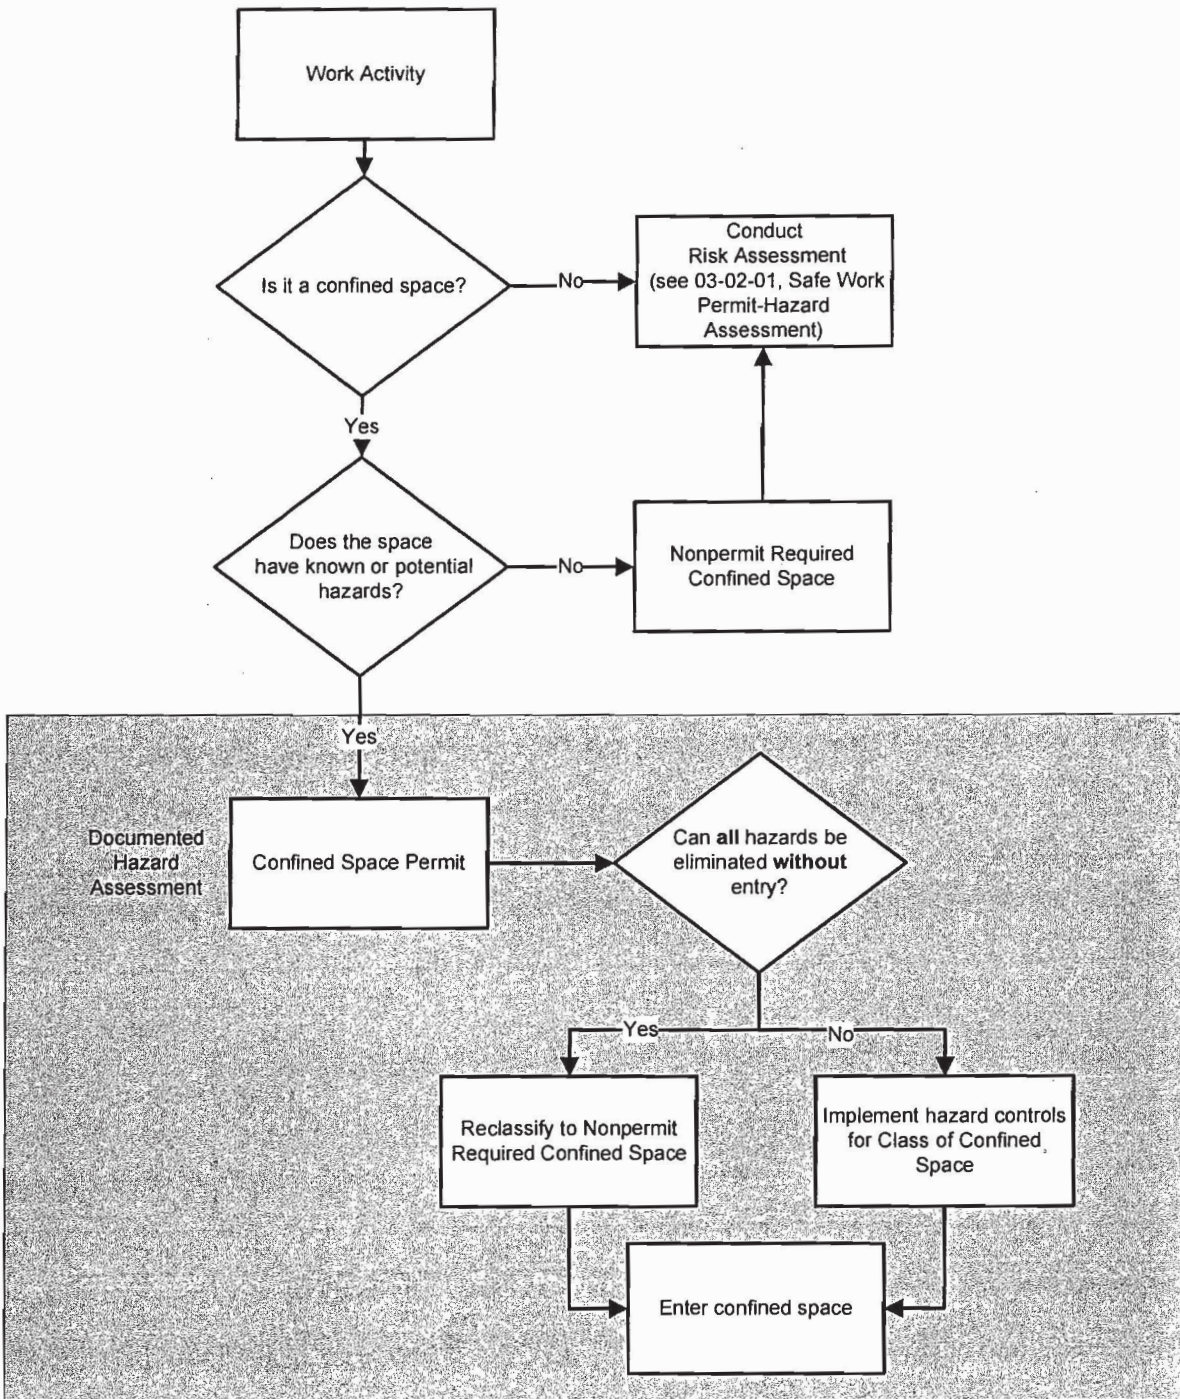 Work Activity
Is it a confined space?
No
Conduct
Risk Assessment
(see 03-02-01, Safe Work
Permit-Hazard
Assessment)
Yes
Does the space
have known or potential
hazards?
No
Nonpermit Required
Confined Space
Yes
Documented
Hazard
Assessment
Confined Space Permit
Can all hazards be
eliminated without
entry?
Yes
No
Reclassify to Nonpermit
Required Confined Space
Implement hazard controls
for Class of Confined
Space
Enter confined space